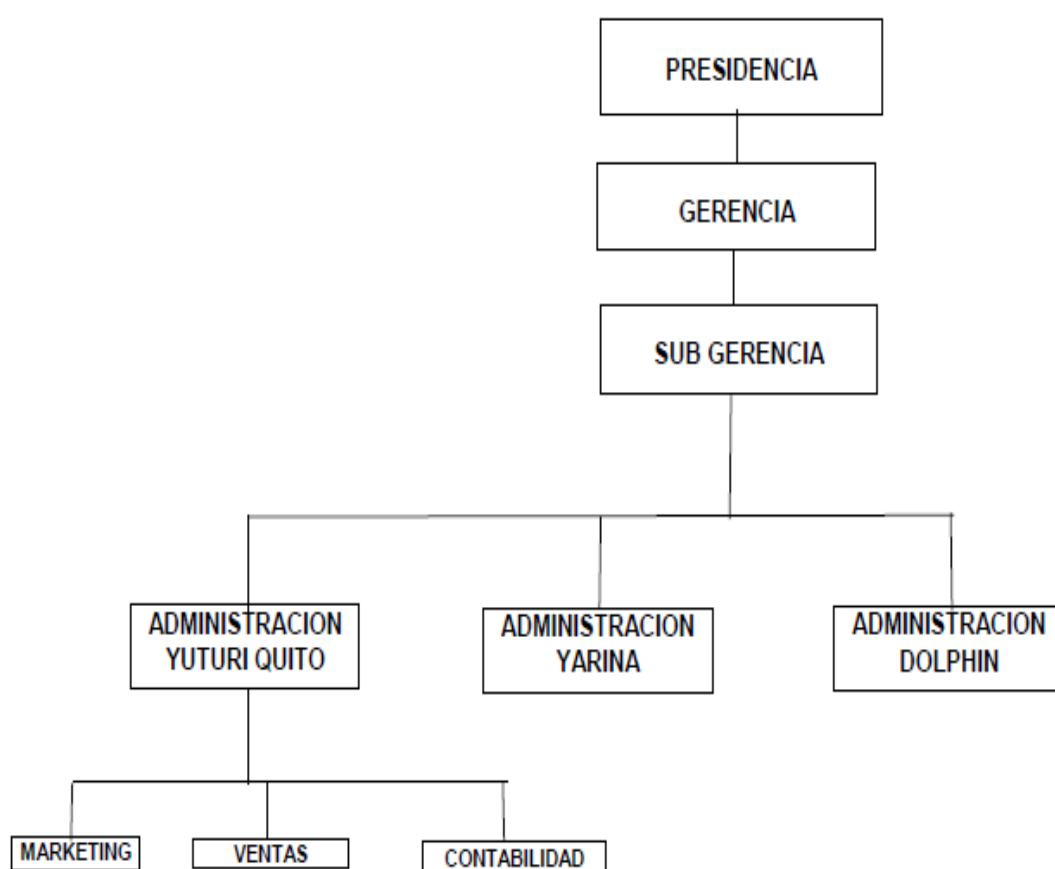 PRESIDENCIA
GERENCIA
SUB GERENCIA
ADMINISTRACION
YUTURI QUITO
ADMINISTRACION
YARINA
ADMINISTRACION
DOLPHIN
MARKETING
VENTAS
CONTABILIDAD